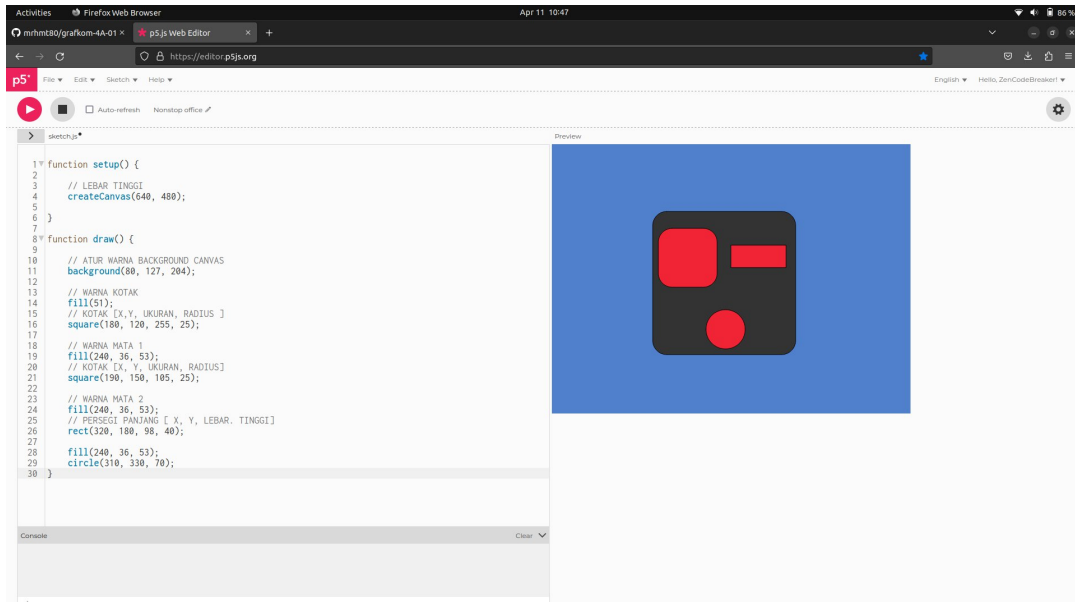 Activities Firefox Web Browser Apr 11 10:47 86 %
mrhmt80/grafkom-4A-01 × p5.js Web Editor × +
https://editor.p5js.org
p5* File Edit Sketch Help English Hello, ZenCodeBreaker!
Auto-refresh Nonstop office
sketch.js Preview
1 function setup() {
2
3 // LEBAR TINGGI
4 createCanvas(640, 480);
5
6 }
7
8 function draw() {
9
10 // ATUR WARNA BACKGROUND CANVAS
11 background(80, 127, 204);
12
13 // WARNA KOTAK
14 fill(51);
15 // KOTAK [X,Y, UKURAN, RADIUS ]
16 square(180, 120, 255, 25);
17
18 // WARNA MATA 1
19 fill(240, 36, 53);
20 // KOTAK [X, Y, UKURAN, RADIUS]
21 square(190, 150, 105, 25);
22
23 // WARNA MATA 2
24 fill(240, 36, 53);
25 // PERSEGI PANJANG [ X, Y, LEBAR. TINGGI]
26 rect(320, 180, 98, 40);
27
28 fill(240, 36, 53);
29 circle(310, 330, 70);
30 }
Console Clear